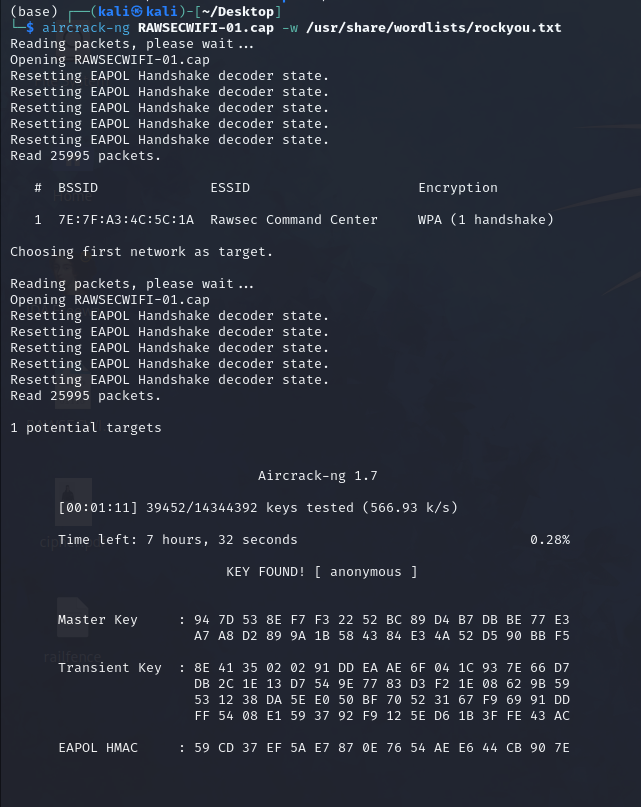 (base) ┌──(kali㉿kali)-[~/Desktop]
└─$ aircrack-ng RAWSECWIFI-01.cap -w /usr/share/wordlists/rockyou.txt
Reading packets, please wait...
Opening RAWSECWIFI-01.cap
Resetting EAPOL Handshake decoder state.
Resetting EAPOL Handshake decoder state.
Resetting EAPOL Handshake decoder state.
Resetting EAPOL Handshake decoder state.
Resetting EAPOL Handshake decoder state.
Read 25995 packets.
# BSSID ESSID Encryption
1 7E:7F:A3:4C:5C:1A Rawsec Command Center WPA (1 handshake)
Choosing first network as target.
Reading packets, please wait...
Opening RAWSECWIFI-01.cap
Resetting EAPOL Handshake decoder state.
Resetting EAPOL Handshake decoder state.
Resetting EAPOL Handshake decoder state.
Resetting EAPOL Handshake decoder state.
Resetting EAPOL Handshake decoder state.
Read 25995 packets.
1 potential targets
Aircrack-ng 1.7
[00:01:11] 39452/14344392 keys tested (566.93 k/s)
Time left: 7 hours, 32 seconds 0.28%
KEY FOUND! [ anonymous ]
Master Key : 94 7D 53 8E F7 F3 22 52 BC 89 D4 B7 DB BE 77 E3
A7 A8 D2 89 9A 1B 58 43 84 E3 4A 52 D5 90 BB F5
Transient Key : 8E 41 35 02 02 91 DD EA AE 6F 04 1C 93 7E 66 D7
DB 2C 1E 13 D7 54 9E 77 83 D3 F2 1E 08 62 9B 59
53 12 38 DA 5E E0 50 BF 70 52 31 67 F9 69 91 DD
FF 54 08 E1 59 37 92 F9 12 5E D6 1B 3F FE 43 AC
EAPOL HMAC : 59 CD 37 EF 5A E7 87 0E 76 54 AE E6 44 CB 90 7E